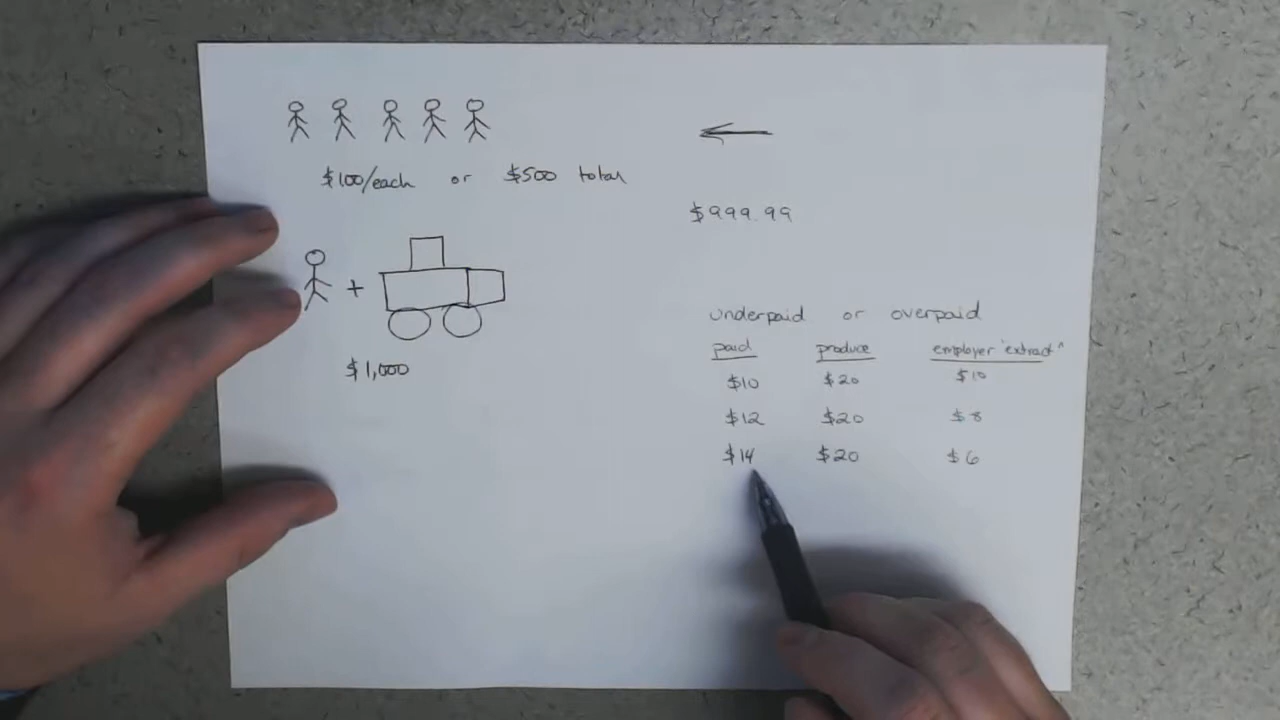 $100/each or $500 total
$999.99
+
$1,000
underpaid or overpaid
paid produce employer "extract"
$10 $20 $10
$12 $20 $8
$14 $20 $6